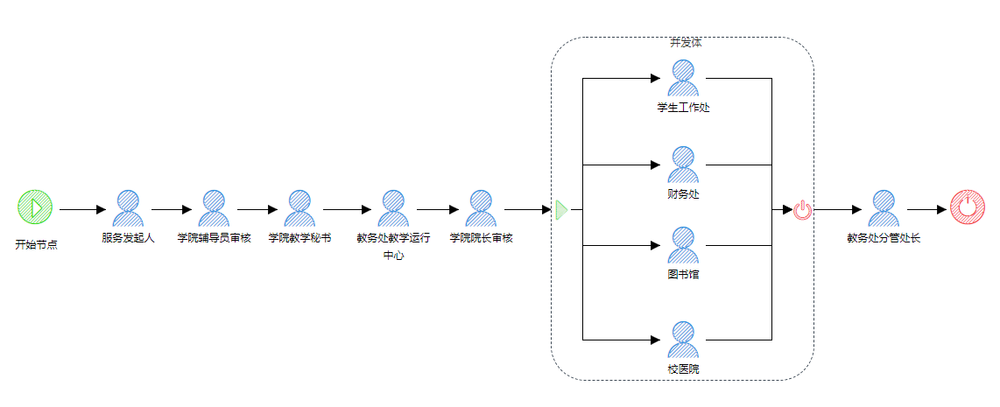 并发体
学生工作处
财务处
开始节点
服务发起人
学院辅导员审核
学院教学秘书
教务处教学运行
中心
学院院长审核
图书馆
校医院
教务处分管处长